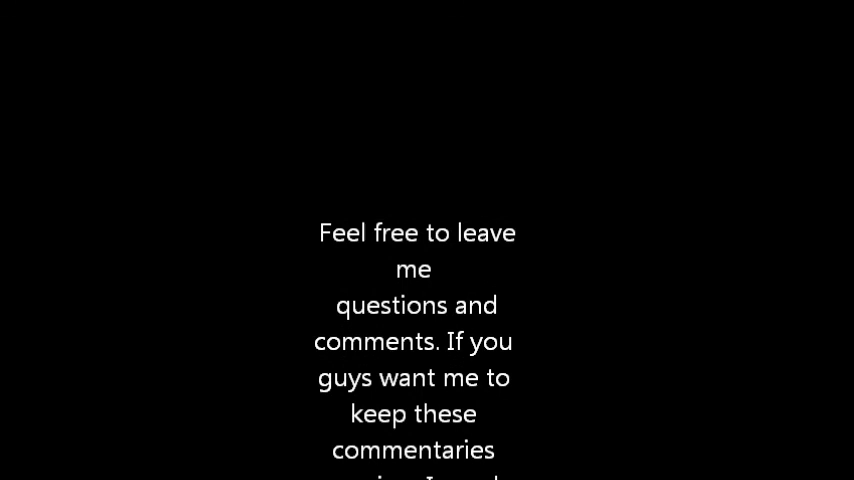 Feel free to leave
me
questions and
comments. If you
guys want me to
keep these
commentaries